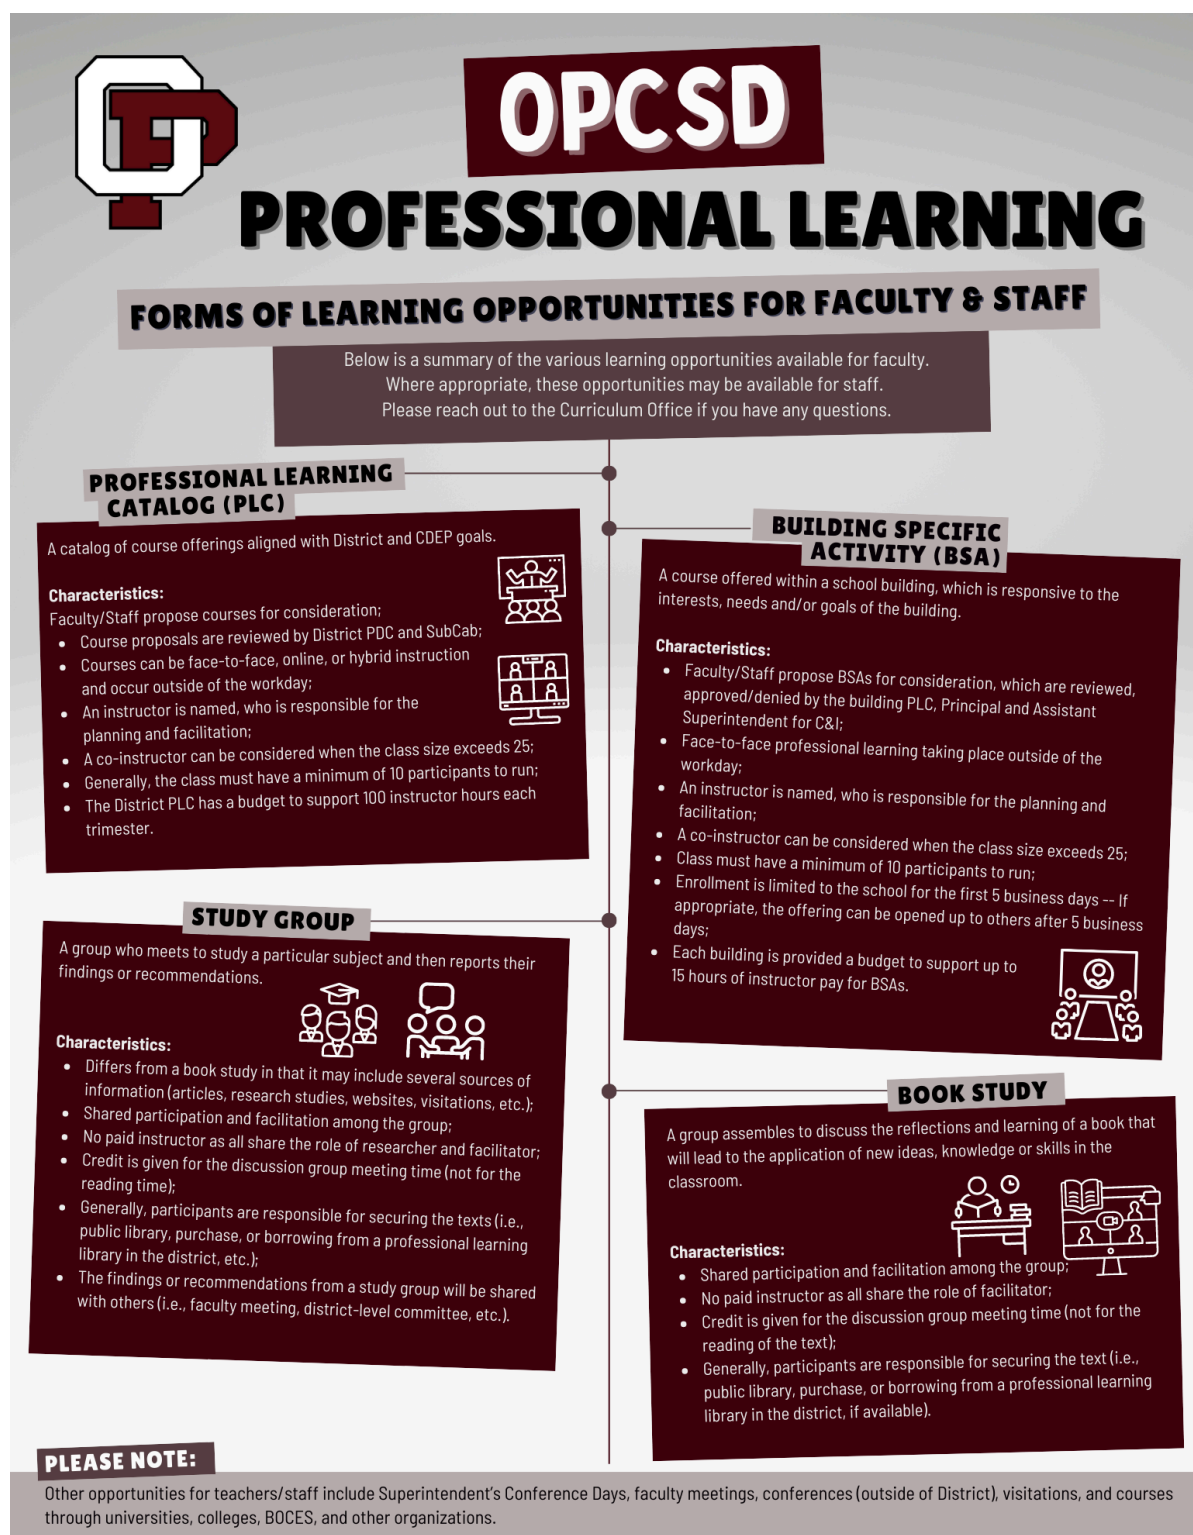 OP
OPCSD
PROFESSIONAL LEARNING
FORMS OF LEARNING OPPORTUNITIES FOR FACULTY & STAFF
Below is a summary of the various learning opportunities available for faculty.
Where appropriate, these opportunities may be available for staff.
Please reach out to the Curriculum Office if you have any questions.
PROFESSIONAL LEARNING
CATALOG (PLC)
A catalog of course offerings aligned with District and CDEP goals.
Characteristics:
Faculty/Staff propose courses for consideration;
• Course proposals are reviewed by District PDC and SubCab;
• Courses can be face-to-face, online, or hybrid instruction
and occur outside of the workday;
• An instructor is named, who is responsible for the
planning and facilitation;
• A co-instructor can be considered when the class size exceeds 25;
• Generally, the class must have a minimum of 10 participants to run;
• The District PLC has a budget to support 100 instructor hours each
trimester.
BUILDING SPECIFIC
ACTIVITY (BSA)
A course offered within a school building, which is responsive to the
interests, needs and/or goals of the building.
Characteristics:
• Faculty/Staff propose BSAs for consideration, which are reviewed,
approved/denied by the building PLC, Principal and Assistant
Superintendent for C&I;
• Face-to-face professional learning taking place outside of the
workday;
• An instructor is named, who is responsible for the planning and
facilitation;
• A co-instructor can be considered when the class size exceeds 25;
• Class must have a minimum of 10 participants to run;
• Enrollment is limited to the school for the first 5 business days -- If
appropriate, the offering can be opened up to others after 5 business
days;
• Each building is provided a budget to support up to
15 hours of instructor pay for BSAs.
STUDY GROUP
A group who meets to study a particular subject and then reports their
findings or recommendations.
Characteristics:
• Differs from a book study in that it may include several sources of
information (articles, research studies, websites, visitations, etc.);
• Shared participation and facilitation among the group;
• No paid instructor as all share the role of researcher and facilitator;
• Credit is given for the discussion group meeting time (not for the
reading time);
• Generally, participants are responsible for securing the texts (i.e.,
public library, purchase, or borrowing from a professional learning
library in the district, etc.);
• The findings or recommendations from a study group will be shared
with others (i.e., faculty meeting, district-level committee, etc.).
BOOK STUDY
A group assembles to discuss the reflections and learning of a book that
will lead to the application of new ideas, knowledge or skills in the
classroom.
Characteristics:
• Shared participation and facilitation among the group;
• No paid instructor as all share the role of facilitator;
• Credit is given for the discussion group meeting time (not for the
reading of the text);
• Generally, participants are responsible for securing the text (i.e.,
public library, purchase, or borrowing from a professional learning
library in the district, if available).
PLEASE NOTE:
Other opportunities for teachers/staff include Superintendent's Conference Days, faculty meetings, conferences (outside of District), visitations, and courses
through universities, colleges, BOCES, and other organizations.